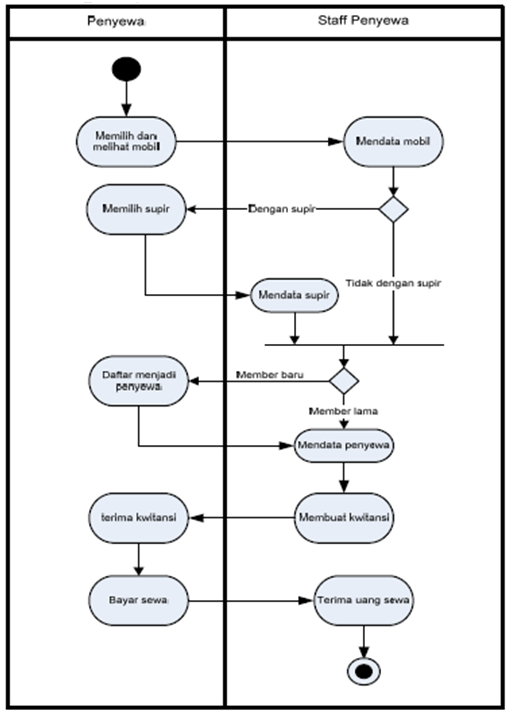 Penyewa
Staff Penyewa
Memilih dan
melihat mobil
Mendata mobil
Memilih supir
Dengan supir
Tidak dengan supir
Mendata supir
Daftar menjadi
penyewa
Member baru
Member lama
Mendata penyewa
terima kwitansi
Membuat kwitansi
Bayar sewa
Terima uang sewa